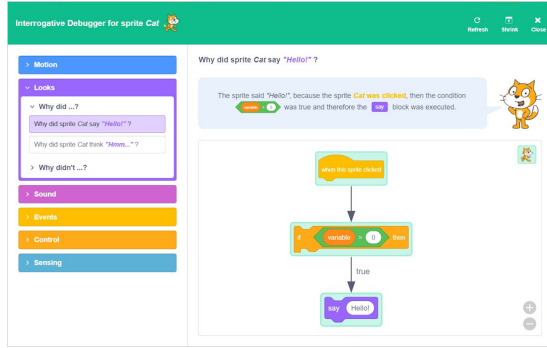 Interrogative Debugger for sprite Cat
Refresh Shrink Close
> Motion
Looks
Why did ...?
Why did sprite Cat say "Hello!" ?
Why did sprite Cat think "Hmm..." ?
> Why didn't ...?
> Sound
> Events
> Control
> Sensing
Why did sprite Cat say "Hello!" ?
The sprite said "Hello!", because the sprite Cat was clicked, then the condition
variable > 0 was true and therefore the say block was executed.
when this sprite clicked
if variable > 0 then
true
say Hello!